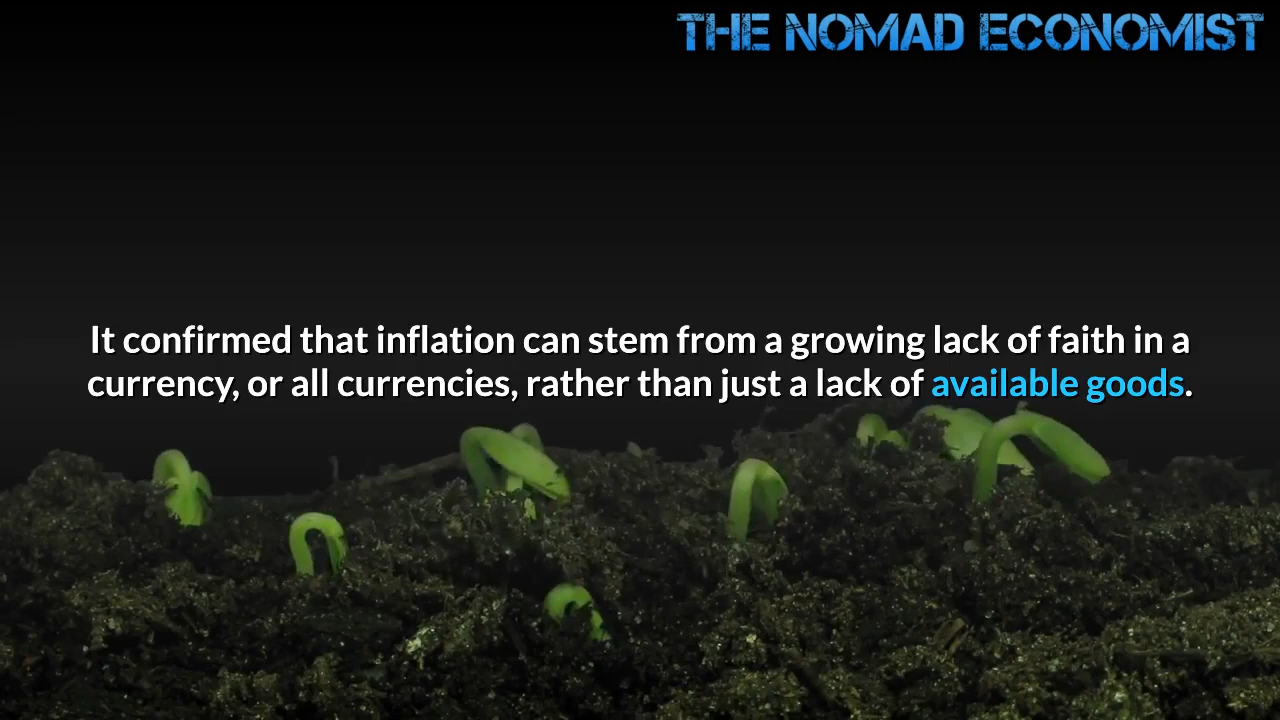 THE NOMAD ECONOMIST
It confirmed that inflation can stem from a growing lack of faith in a
currency, or all currencies, rather than just a lack of available goods.